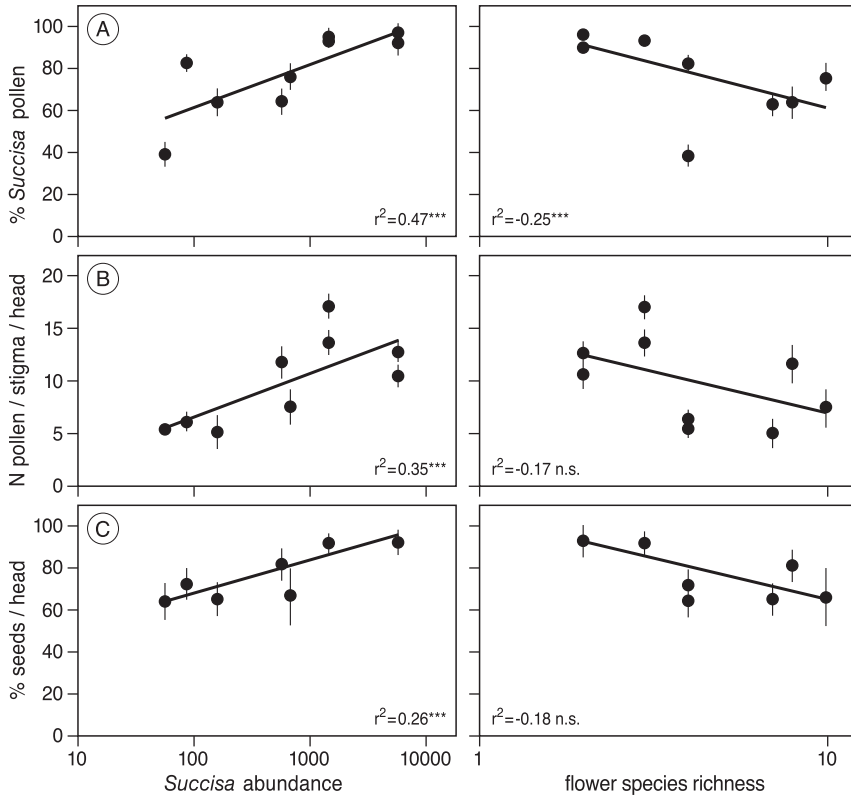 A
% Succisa pollen
100
80
60
40
20
0
r²=0.47***
r²=-0.25***
B
N pollen / stigma / head
20
15
10
5
0
r²=0.35***
r²=-0.17 n.s.
C
% seeds / head
100
80
60
40
20
0
r²=0.26***
r²=-0.18 n.s.
10 100 1000 10000
1 10
Succisa abundance
flower species richness